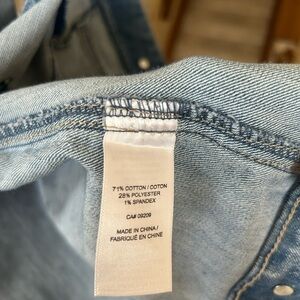 71% COTTON / COTON
28% POLYESTER
1% SPANDEX
CA# 09209
MADE IN CHINA /
FABRIQUÉ EN CHINE